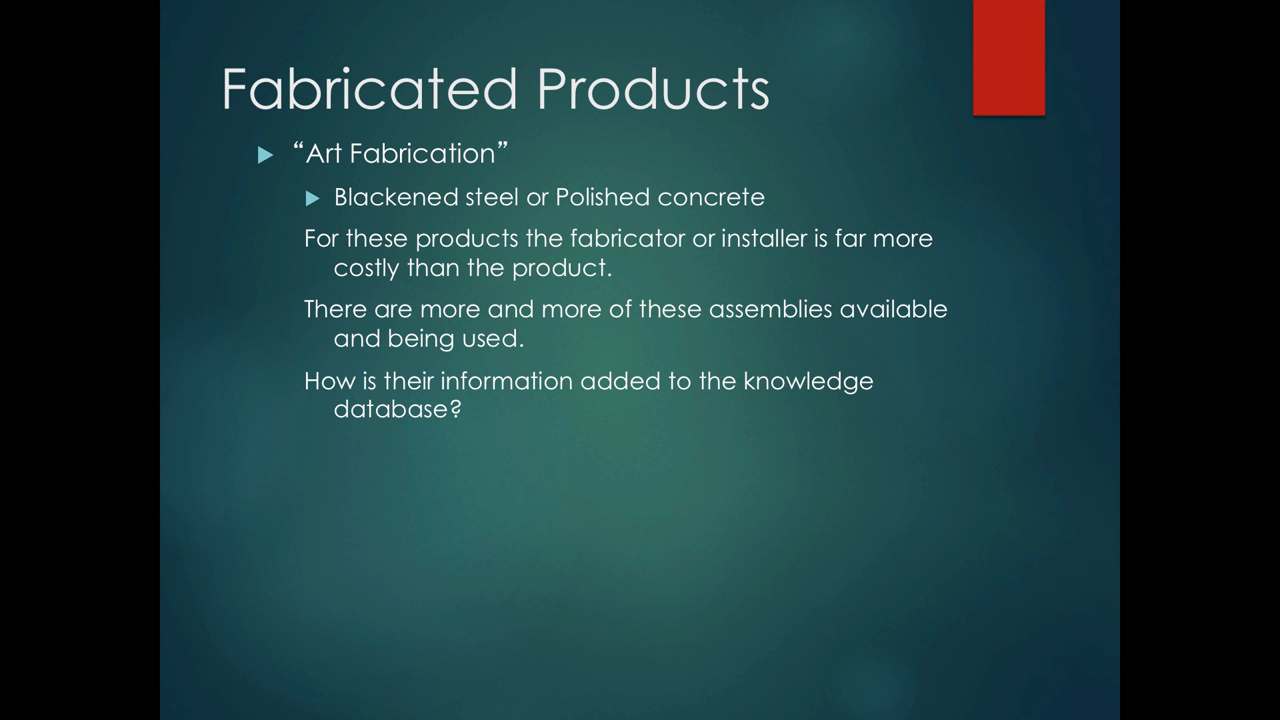 Fabricated Products
“Art Fabrication”
Blackened steel or Polished concrete
For these products the fabricator or installer is far more
costly than the product.
There are more and more of these assemblies available
and being used.
How is their information added to the knowledge
database?